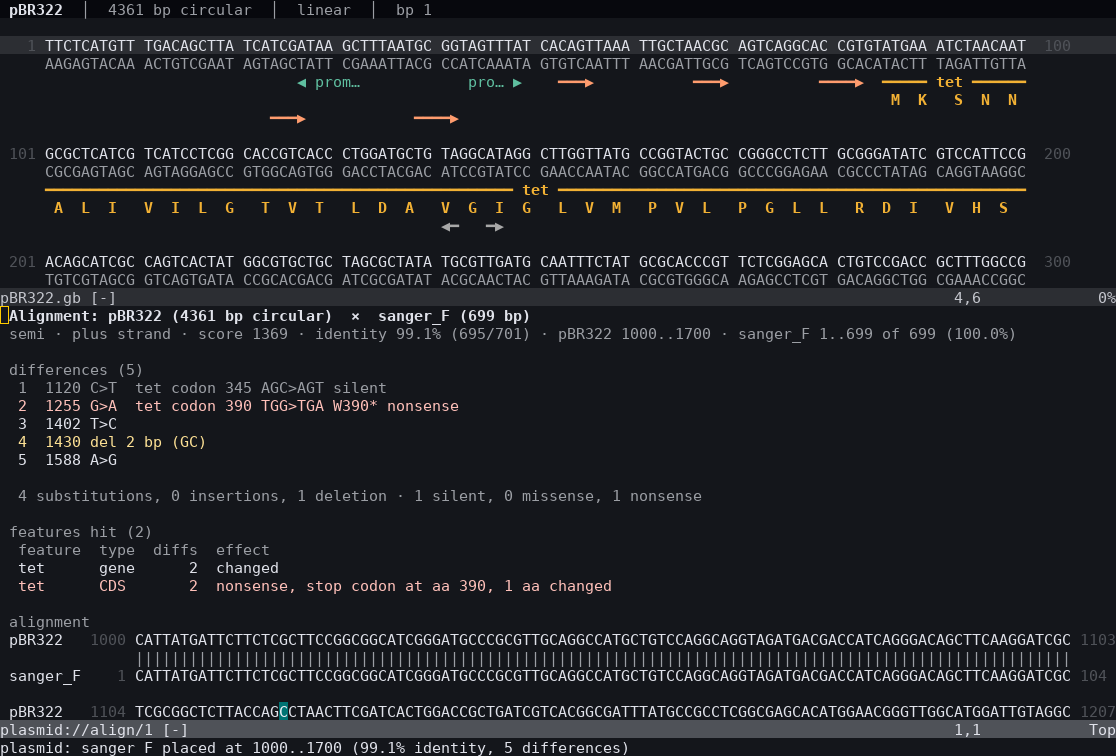 pBR322 │ 4361 bp circular │ linear │ bp 1
1 TTCTCATGTT TGACAGCTTA TCATCGATAA GCTTTAATGC GGTAGTTTAT CACAGTTAAA TTGCTAACGC AGTCAGGCAC CGTGTATGAA ATCTAACAAT 100
AAGAGTACAA ACTGTCGAAT AGTAGCTATT CGAAATTACG CCATCAAATA GTGTCAATTT AACGATTGCG TCAGTCCGTG GCACATACTT TAGATTGTTA
◀ prom… pro… ▶ tet
M K S N N
101 GCGCTCATCG TCATCCTCGG CACCGTCACC CTGGATGCTG TAGGCATAGG CTTGGTTATG CCGGTACTGC CGGGCCTCTT GCGGGATATC GTCCATTCCG 200
CGCGAGTAGC AGTAGGAGCC GTGGCAGTGG GACCTACGAC ATCCGTATCC GAACCAATAC GGCCATGACG GCCCGGAGAA CGCCCTATAG CAGGTAAGGC
tet
A L I V I L G T V T L D A V G I G L V M P V L P G L L R D I V H S
201 ACAGCATCGC CAGTCACTAT GGCGTGCTGC TAGCGCTATA TGCGTTGATG CAATTTCTAT GCGCACCCGT TCTCGGAGCA CTGTCCGACC GCTTTGGCCG 300
TGTCGTAGCG GTCAGTGATA CCGCACGACG ATCGCGATAT ACGCAACTAC GTTAAAGATA CGCGTGGGCA AGAGCCTCGT GACAGGCTGG CGAAACCGGC
pBR322.gb [-] 4,6 0%
Alignment: pBR322 (4361 bp circular) × sanger_F (699 bp)
semi · plus strand · score 1369 · identity 99.1% (695/701) · pBR322 1000..1700 · sanger_F 1..699 of 699 (100.0%)
differences (5)
1 1120 C>T tet codon 345 AGC>AGT silent
2 1255 G>A tet codon 390 TGG>TGA W390* nonsense
3 1402 T>C
4 1430 del 2 bp (GC)
5 1588 A>G
4 substitutions, 0 insertions, 1 deletion · 1 silent, 0 missense, 1 nonsense
features hit (2)
feature type diffs effect
tet gene 2 changed
tet CDS 2 nonsense, stop codon at aa 390, 1 aa changed
alignment
pBR322 1000 CATTATGATTCTTCTCGCTTCCGGCGGCATCGGGATGCCCGCGTTGCAGGCCATGCTGTCCAGGCAGGTAGATGACGACCATCAGGGACAGCTTCAAGGATCGC 1103
||||||||||||||||||||||||||||||||||||||||||||||||||||||||||||||||||||||||||||||||||||||||||||||||||||||||
sanger_F 1 CATTATGATTCTTCTCGCTTCCGGCGGCATCGGGATGCCCGCGTTGCAGGCCATGCTGTCCAGGCAGGTAGATGACGACCATCAGGGACAGCTTCAAGGATCGC 104
pBR322 1104 TCGCGGCTCTTACCAGCCTAACTTCGATCACTGGACCGCTGATCGTCACGGCGATTTATGCCGCCTCGGCGAGCACATGGAACGGGTTGGCATGGATTGTAGGC 1207
plasmid://align/1 [-] 1,1 Top
plasmid: sanger_F placed at 1000..1700 (99.1% identity, 5 differences)